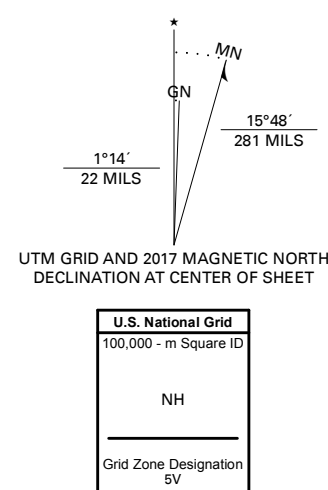 ★
MN
GN
15°48´
281 MILS
1°14´
22 MILS
UTM GRID AND 2017 MAGNETIC NORTH
DECLINATION AT CENTER OF SHEET
U.S. National Grid
100,000 - m Square ID
NH
Grid Zone Designation
5V